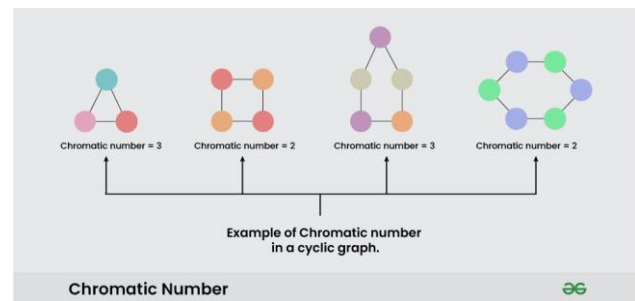 Chromatic number = 3
Chromatic number = 2
Chromatic number = 3
Chromatic number = 2
Example of Chromatic number
in a cyclic graph.
Chromatic Number